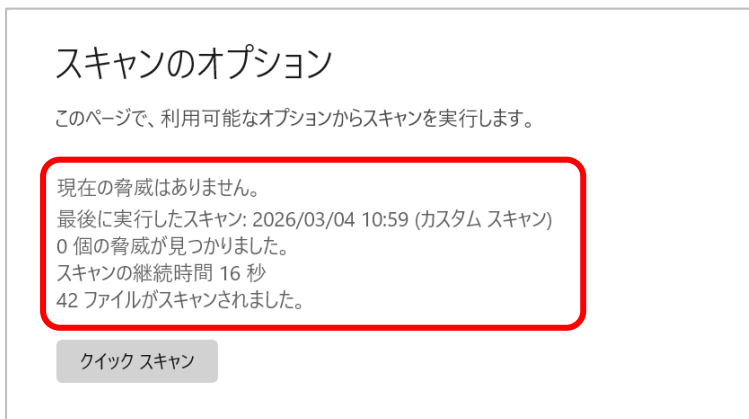 スキャンのオプション
このページで、利用可能なオプションからスキャンを実行します。
現在の脅威はありません。
最後に実行したスキャン: 2026/03/04 10:59 (カスタム スキャン)
0 個の脅威が見つかりました。
スキャンの継続時間 16 秒
42 ファイルがスキャンされました。
クイック スキャン